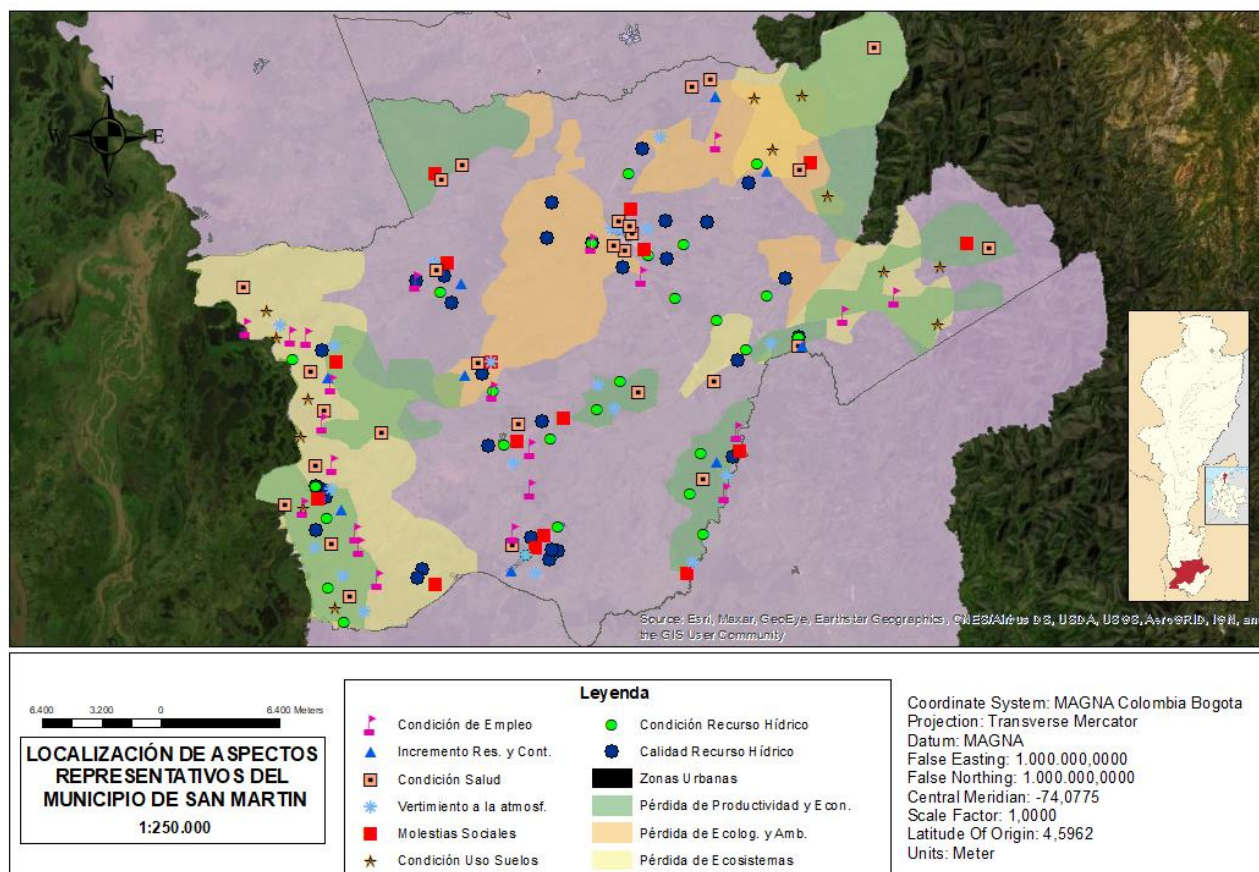 N
W
E
S
Source: Esri, Maxar, GeoEye, Earthstar Geographics, CNES/Airbus DS, USDA, USGS, AeroGRID, IGN, and
the GIS User Community
6.400 3.200 0 6.400 Meters
LOCALIZACIÓN DE ASPECTOS
REPRESENTATIVOS DEL
MUNICIPIO DE SAN MARTIN
1:250.000
Leyenda
Condición de Empleo
Incremento Res. y Cont.
Condición Salud
Vertimiento a la atmosf.
Molestias Sociales
Condición Uso Suelos
Condición Recurso Hídrico
Calidad Recurso Hídrico
Zonas Urbanas
Pérdida de Productividad y Econ.
Pérdida de Ecolog. y Amb.
Pérdida de Ecosistemas
Coordinate System: MAGNA Colombia Bogota
Projection: Transverse Mercator
Datum: MAGNA
False Easting: 1.000.000,0000
False Northing: 1.000.000,0000
Central Meridian: -74,0775
Scale Factor: 1,0000
Latitude Of Origin: 4,5962
Units: Meter